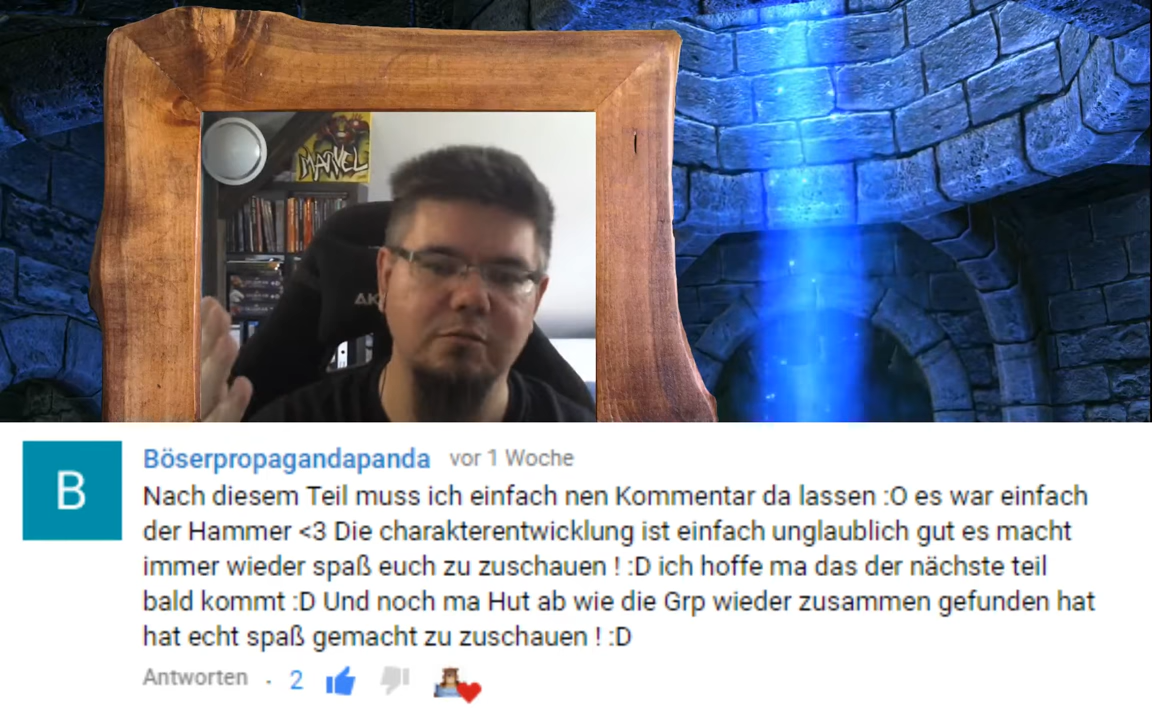 MARVEL
AK
B
Böserpropagandapanda vor 1 Woche
Nach diesem Teil muss ich einfach nen Kommentar da lassen :O es war einfach
der Hammer <3 Die charakterentwicklung ist einfach unglaublich gut es macht
immer wieder spaß euch zu zuschauen ! :D ich hoffe ma das der nächste teil
bald kommt :D Und noch ma Hut ab wie die Grp wieder zusammen gefunden hat
hat echt spaß gemacht zu zuschauen ! :D
Antworten · 2